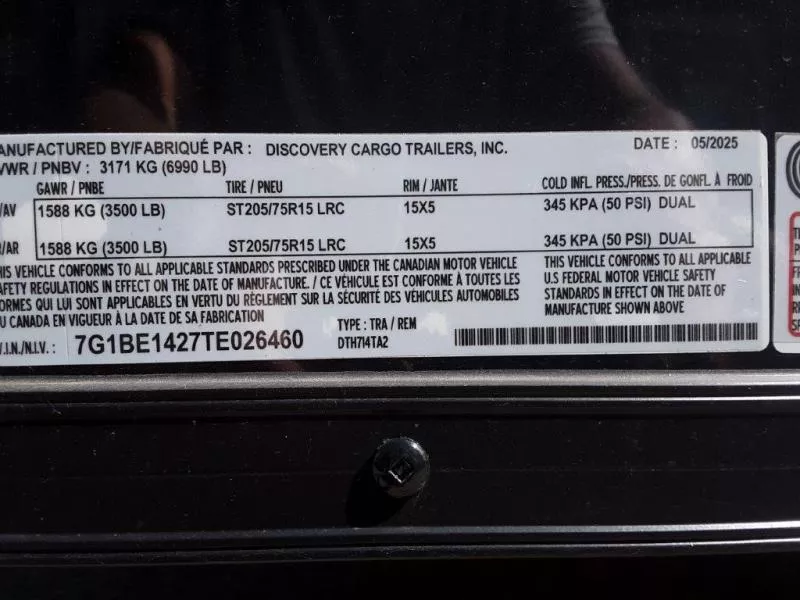 ANUFACTURED BY/FABRIQUÉ PAR : DISCOVERY CARGO TRAILERS, INC. DATE : 05/2025
VWR / PNBV : 3171 KG (6990 LB)
GAWR / PNBE TIRE / PNEU RIM / JANTE COLD INFL. PRESS./PRESS. DE GONFL. À FROID
/AV 1588 KG (3500 LB) ST205/75R15 LRC 15X5 345 KPA (50 PSI) DUAL
/AR 1588 KG (3500 LB) ST205/75R15 LRC 15X5 345 KPA (50 PSI) DUAL
HIS VEHICLE CONFORMS TO ALL APPLICABLE STANDARDS PRESCRIBED UNDER THE CANADIAN MOTOR VEHICLE
SAFETY REGULATIONS IN EFFECT ON THE DATE OF MANUFACTURE. / CE VÉHICULE EST CONFORME À TOUTES LES
NORMES QUI LUI SONT APPLICABLES EN VERTU DU RÈGLEMENT SUR LA SÉCURITÉ DES VÉHICULES AUTOMOBILES
DU CANADA EN VIGUEUR À LA DATE DE SA FABRICATION
THIS VEHICLE CONFORMS TO ALL APPLICABLE
U.S FEDERAL MOTOR VEHICLE SAFETY
STANDARDS IN EFFECT ON THE DATE OF
MANUFACTURE SHOWN ABOVE
V.I.N./N.I.V.: 7G1BE1427TE026460
TYPE : TRA / REM
DTH714TA2